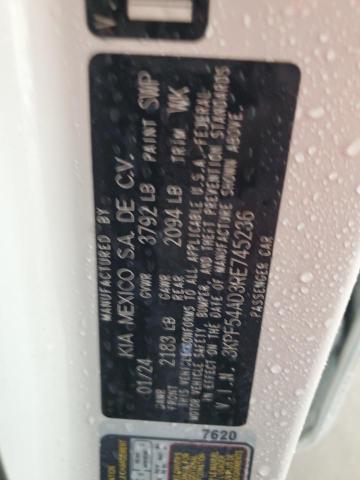 MANUFACTURED BY
KIA MEXICO S.A. DE C.V.
01/24 GVWR 3792 LB PAINT SWP
GAWR FRONT 2183 LB GAWR REAR 2094 LB TRIM WK
THIS VEHICLE CONFORMS TO ALL APPLICABLE U.S.A. FEDERAL
MOTOR VEHICLE SAFETY, BUMPER, AND THEFT PREVENTION STANDARDS
IN EFFECT ON THE DATE OF MANUFACTURE SHOWN ABOVE.
V.I.N. 3KPF54AD3RE745236
PASSENGER CAR
7620